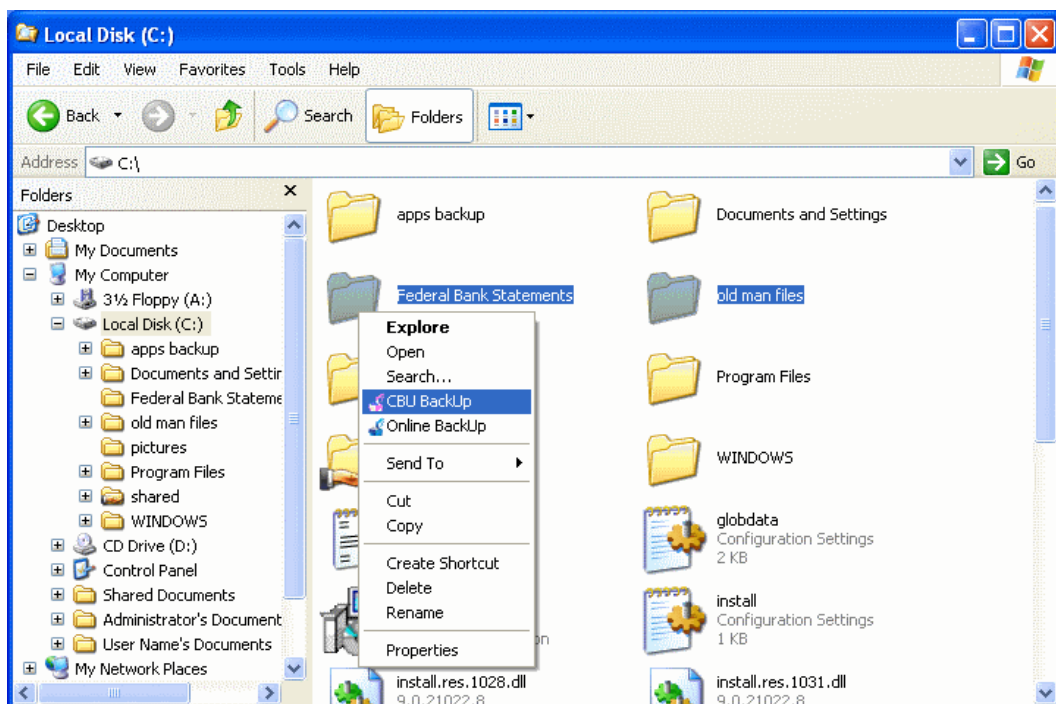 Local Disk (C:)
File Edit View Favorites Tools Help
Back Search Folders
Address C:\ Go
Folders
Desktop
My Documents
My Computer
3½ Floppy (A:)
Local Disk (C:)
apps backup
Documents and Settir
Federal Bank Stateme
old man files
pictures
Program Files
shared
WINDOWS
CD Drive (D:)
Control Panel
Shared Documents
Administrator's Document
User Name's Documents
My Network Places
apps backup
Documents and Settings
Federal Bank Statements
old man files
Program Files
WINDOWS
globdata
Configuration Settings
2 KB
install
Configuration Settings
1 KB
install.res.1028.dll
9.0.21022.8
install.res.1031.dll
9.0.21022.8
Explore
Open
Search...
CBU BackUp
Online BackUp
Send To
Cut
Copy
Create Shortcut
Delete
Rename
Properties